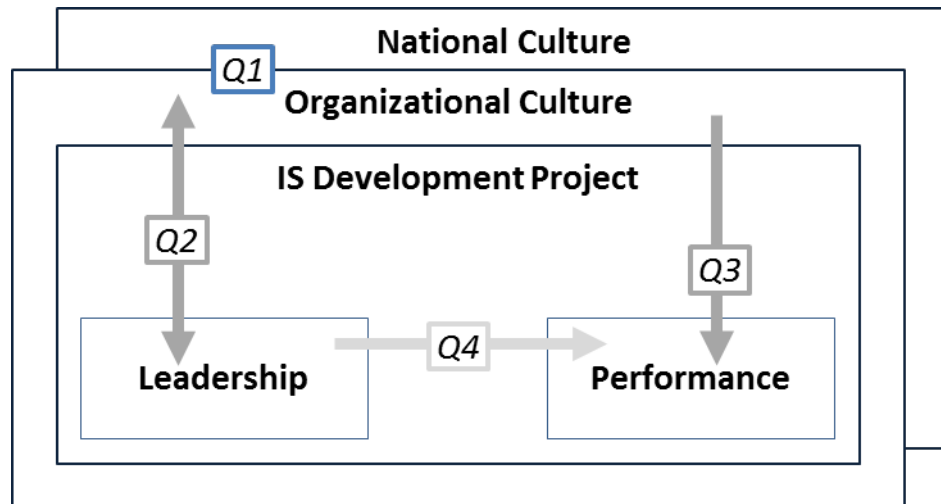 National Culture
Q1
Organizational Culture
IS Development Project
Q2
Q3
Q4
Leadership
Performance